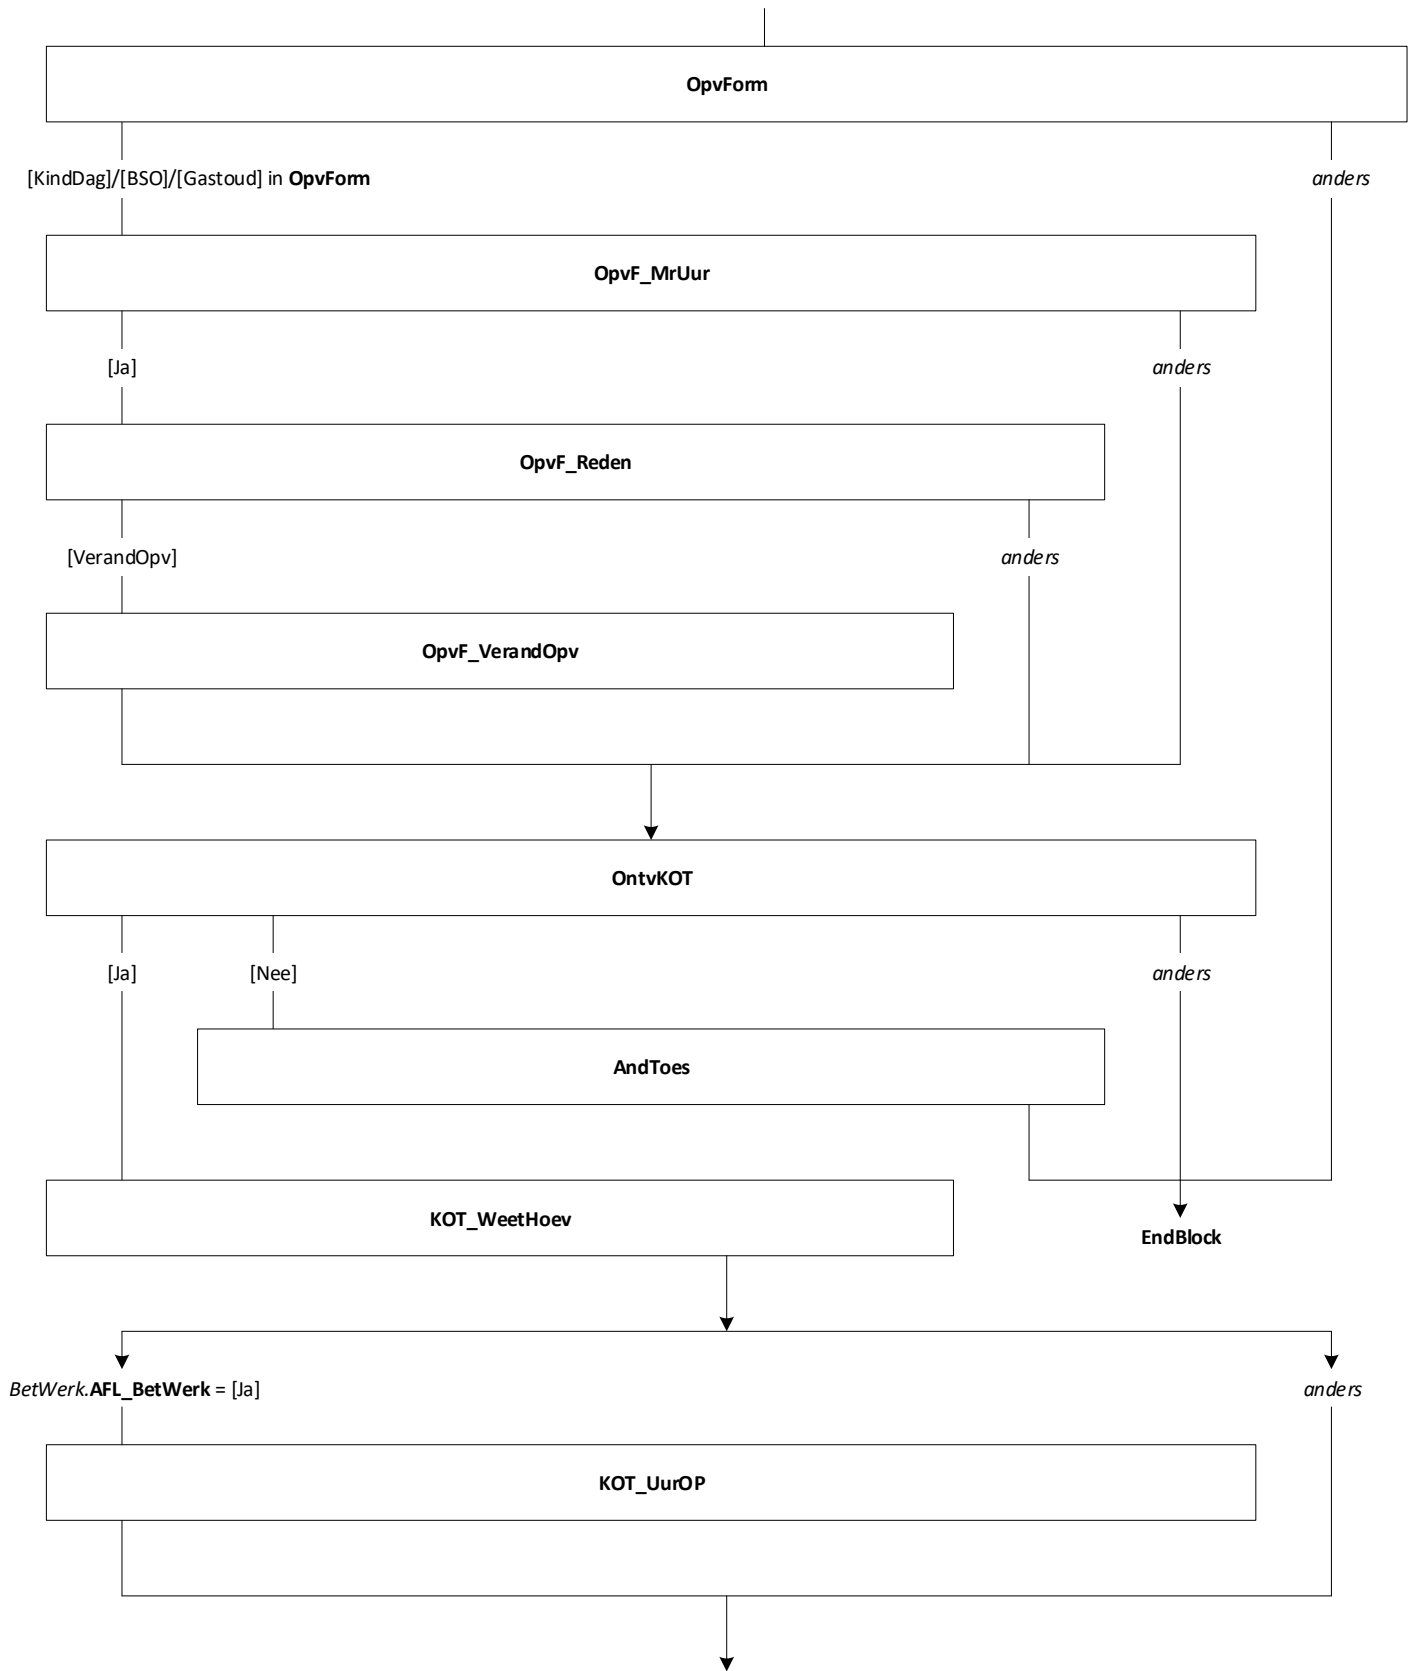 OpvForm
[KindDag]/[BSO]/[Gastoud] in OpvForm
anders
OpvF_MrUur
[Ja]
anders
OpvF_Reden
[VerandOpv]
anders
OpvF_VerandOpv
OntvKOT
[Ja]
[Nee]
anders
AndToes
KOT_WeetHoev
EndBlock
BetWerk.AFL_BetWerk = [Ja]
anders
KOT_UurOP